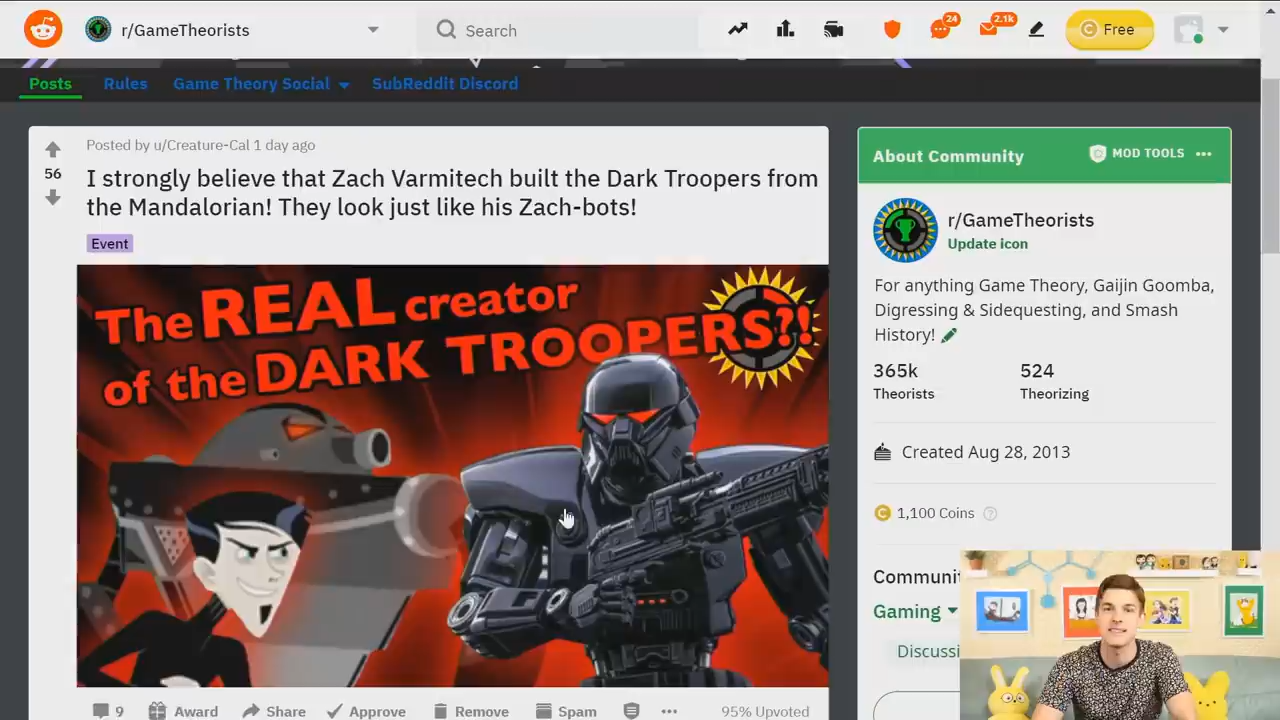 r/GameTheorists
Search
24
2.1k
Free
Posts
Rules
Game Theory Social
SubReddit Discord
Posted by u/Creature-Cal 1 day ago
56
I strongly believe that Zach Varmitech built the Dark Troopers from
the Mandalorian! They look just like his Zach-bots!
Event
The REAL creator
of the DARK TROOPERS?!
9
Award
Share
Approve
Remove
Spam
95% Upvoted
About Community
MOD TOOLS
r/GameTheorists
Update icon
For anything Game Theory, Gaijin Goomba,
Digressing & Sidequesting, and Smash
History!
365k
524
Theorists
Theorizing
Created Aug 28, 2013
1,100 Coins
Communi
Gaming
Discussi